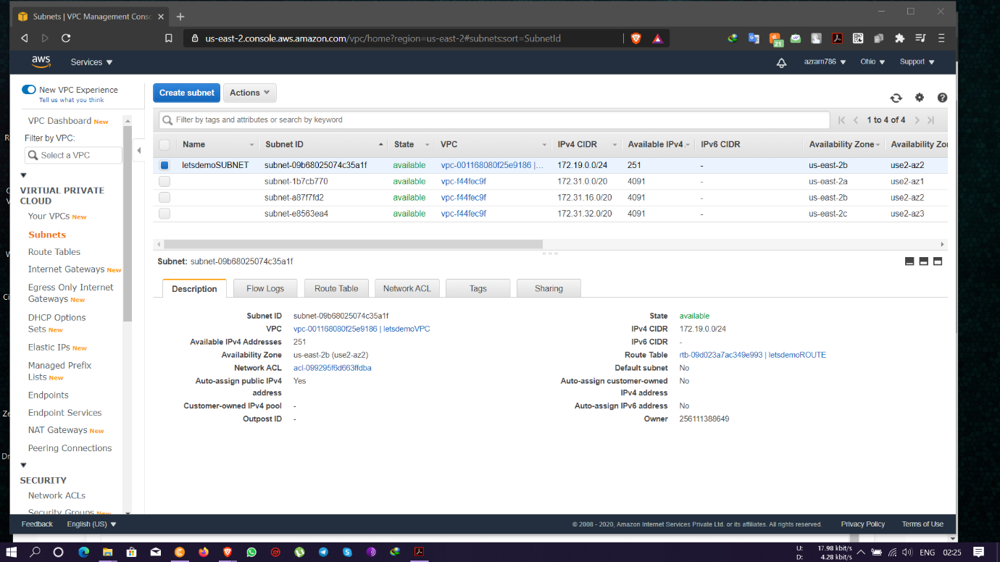 Subnets | VPC Management Conso
us-east-2.console.aws.amazon.com/vpc/home?region=us-east-2#subnets:sort=SubnetId
21
aws
Services
azram786
Ohio
Support
New VPC Experience
Tell us what you think
VPC Dashboard New
Filter by VPC:
Select a VPC
VIRTUAL PRIVATE
CLOUD
Your VPCs New
Subnets
Route Tables
Internet Gateways New
Egress Only Internet
Gateways New
DHCP Options
Sets New
Elastic IPs New
Managed Prefix
Lists New
Endpoints
Endpoint Services
NAT Gateways New
Peering Connections
SECURITY
Network ACLs
Security Groups New
Create subnet
Actions
Filter by tags and attributes or search by keyword
1 to 4 of 4
Name Subnet ID State VPC IPv4 CIDR Available IPv4 IPv6 CIDR Availability Zone Availability Zon
letsdemoSUBNET subnet-09b68025074c35a1f available vpc-001168080f25e9186 |... 172.19.0.0/24 251 - us-east-2b use2-az2
subnet-1b7cb770 available vpc-f44fec9f 172.31.0.0/20 4091 - us-east-2a use2-az1
subnet-a87f7fd2 available vpc-f44fec9f 172.31.16.0/20 4091 - us-east-2b use2-az2
subnet-e8563ea4 available vpc-f44fec9f 172.31.32.0/20 4091 - us-east-2c use2-az3
Subnet: subnet-09b68025074c35a1f
Description Flow Logs Route Table Network ACL Tags Sharing
Subnet ID subnet-09b68025074c35a1f
VPC vpc-001168080f25e9186 | letsdemoVPC
Available IPv4 Addresses 251
Availability Zone us-east-2b (use2-az2)
Network ACL acl-099295f6d663ffdba
Auto-assign public IPv4 Yes
address
Customer-owned IPv4 pool -
Outpost ID -
State available
IPv4 CIDR 172.19.0.0/24
IPv6 CIDR -
Route Table rtb-09d023a7ac349e993 | letsdemoROUTE
Default subnet No
Auto-assign customer-owned No
IPv4 address
Auto-assign IPv6 address No
Owner 256111388649
Feedback
English (US)
© 2008 - 2020, Amazon Internet Services Private Ltd. or its affiliates. All rights reserved.
Privacy Policy
Terms of Use
U: 17.98 kbit/s
D: 4.28 kbit/s
ENG
02:25